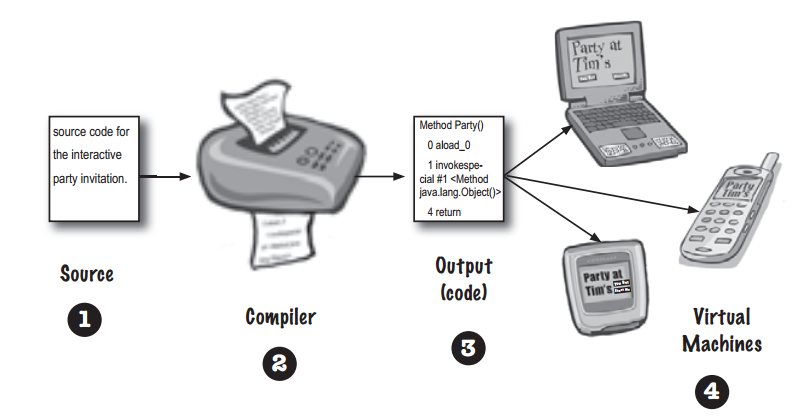 source code for
the interactive
party invitation.
Source
1
Compiler
2
Method Party()
0 aload_0
1 invokespe-
cial #1 <Method
java.lang.Object()>
4 return
Output
(code)
3
Party at
Tim's
Party at
Tim's
Party
Tim's
Virtual
Machines
4